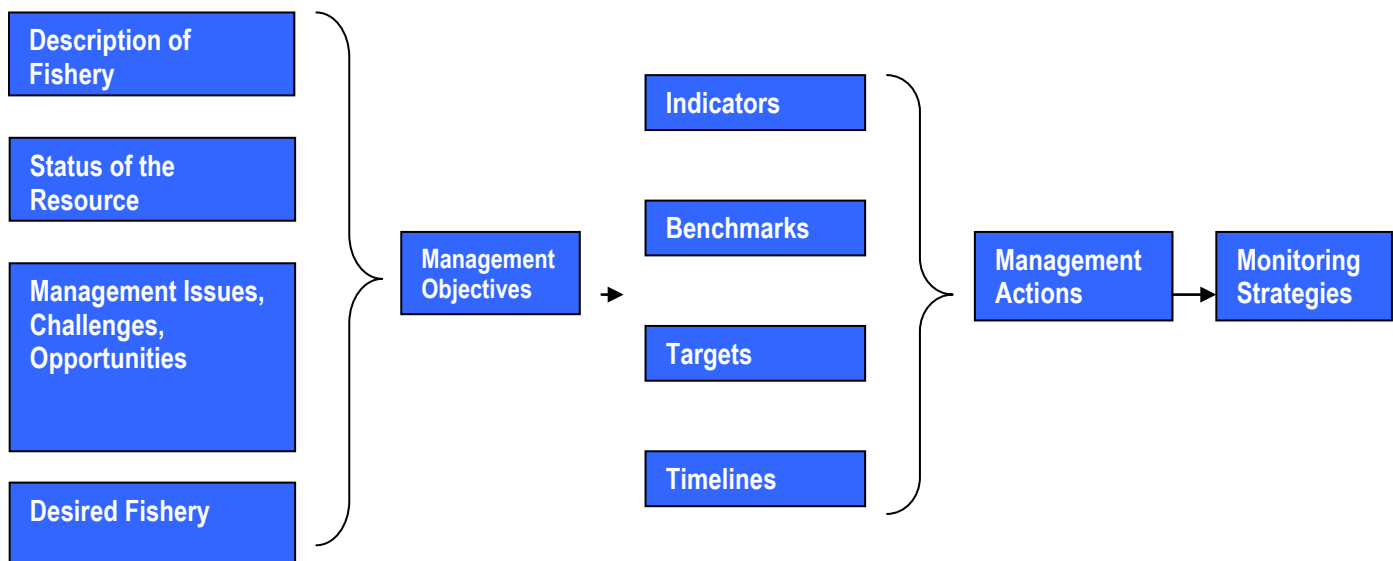 Description of
Fishery
Status of the
Resource
Management Issues,
Challenges,
Opportunities
Desired Fishery
Management
Objectives
Indicators
Benchmarks
Targets
Timelines
Management
Actions
Monitoring
Strategies